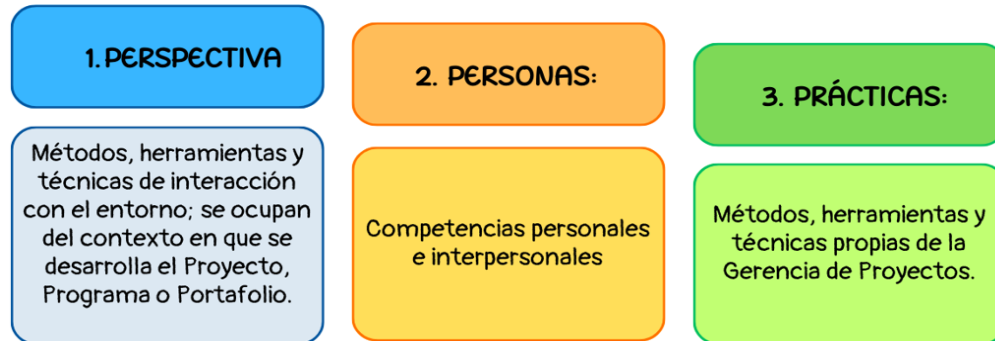 1. PERSPECTIVA
Métodos, herramientas y
técnicas de interacción
con el entorno; se ocupan
del contexto en que se
desarrolla el Proyecto,
Programa o Portafolio.
2. PERSONAS:
Competencias personales
e interpersonales
3. PRÁCTICAS:
Métodos, herramientas y
técnicas propias de la
Gerencia de Proyectos.